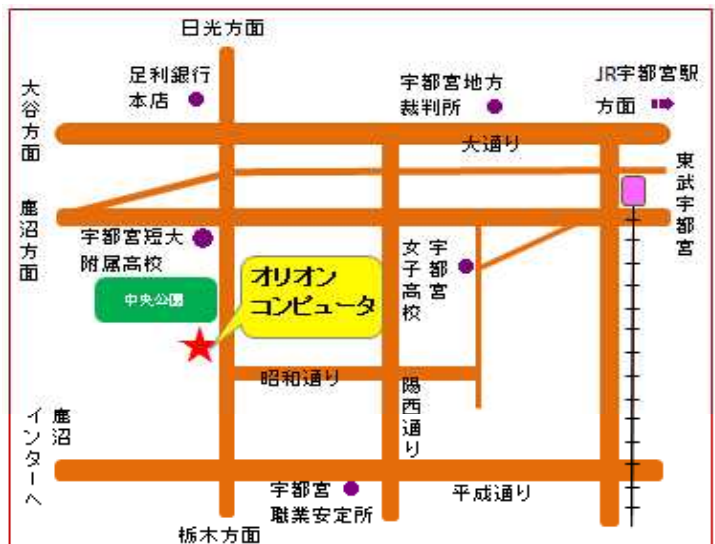 日光方面
足利銀行
本店
宇都宮地方
裁判所
JR宇都宮駅
方面
大谷方面
大通り
東武宇都宮
鹿沼方面
宇都宮短大
附属高校
宇都宮
女子高校
中央公園
オリオン
コンピュータ
昭和通り
陽西通り
鹿沼
インターへ
宇都宮
職業安定所
平成通り
栃木方面